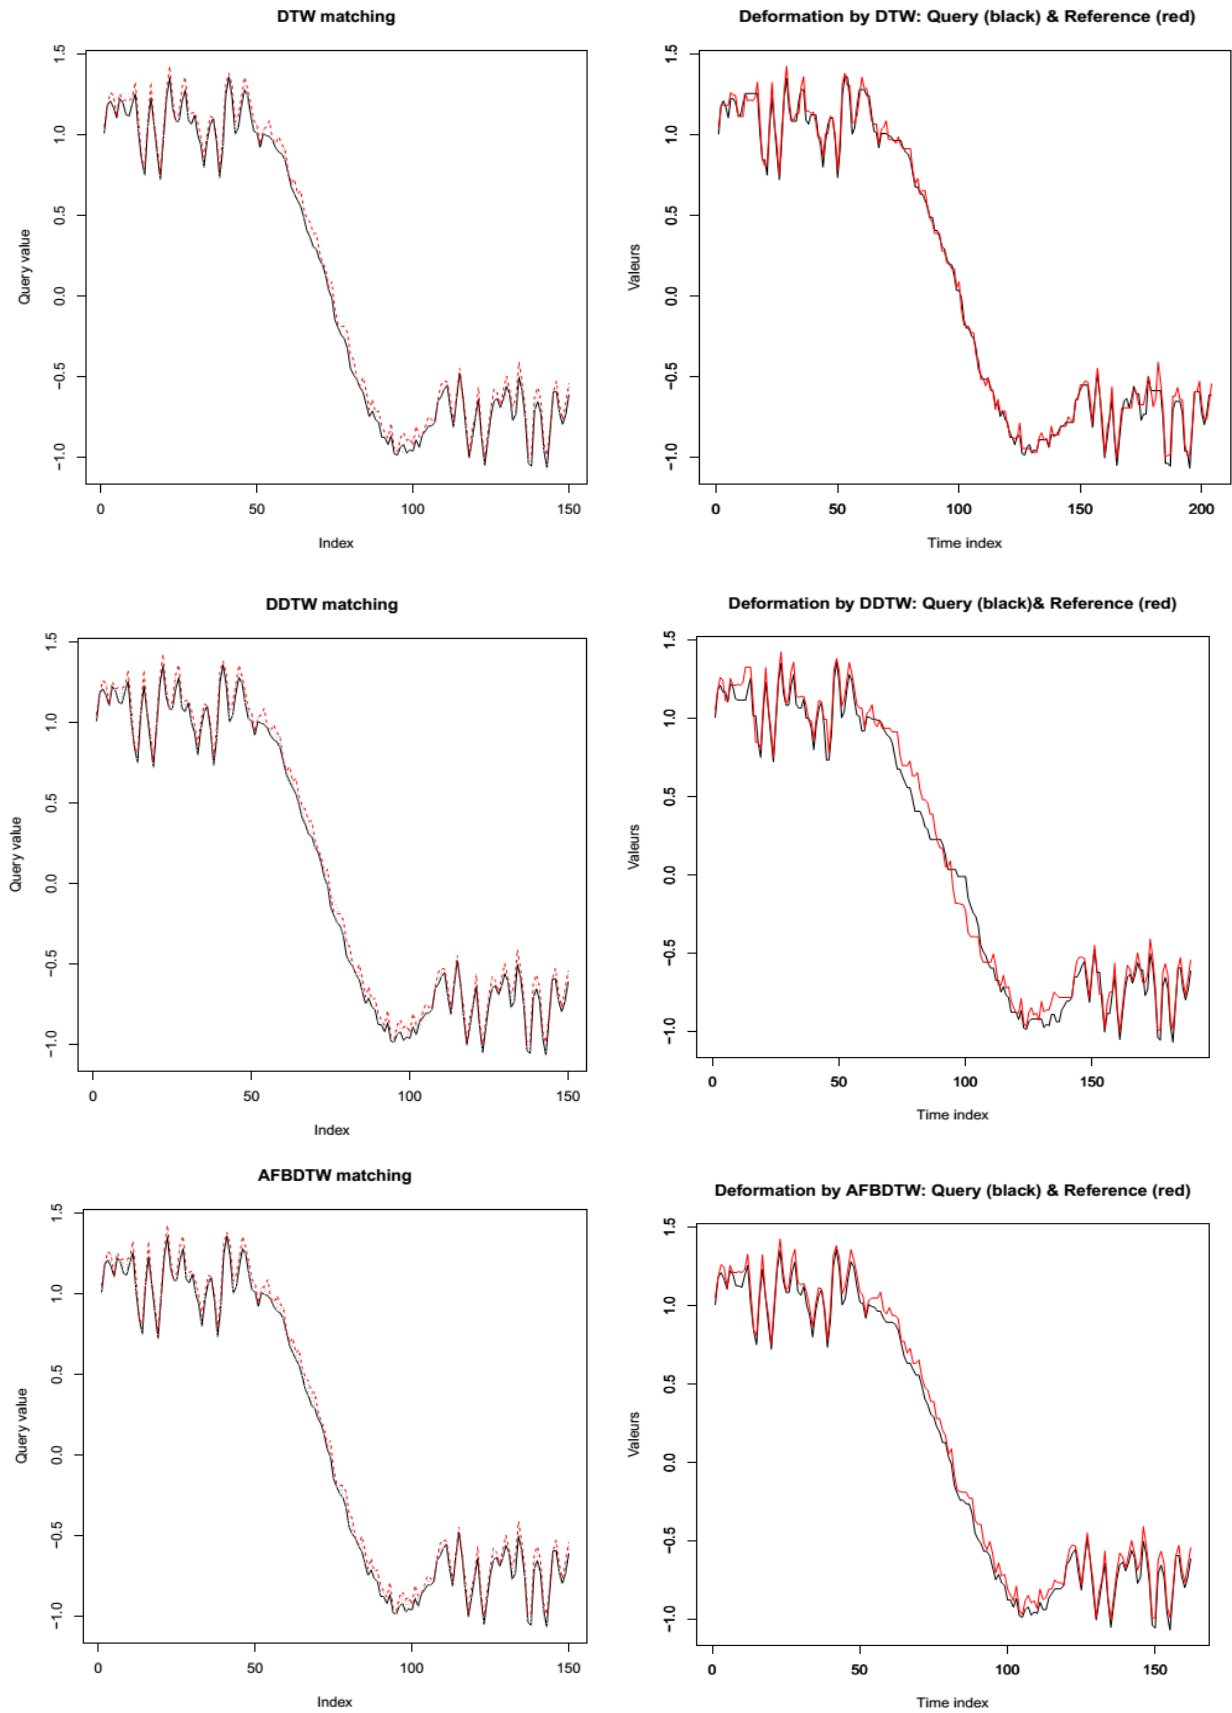 DTW matching
Query value
1.5
1.0
0.5
0.0
−0.5
−1.0
0 50 100 150
Index
Deformation by DTW: Query (black) & Reference (red)
Valeurs
1.5
1.0
0.5
0.0
−0.5
−1.0
0 50 100 150 200
Time index
DDTW matching
Query value
1.5
1.0
0.5
0.0
−0.5
−1.0
0 50 100 150
Index
Deformation by DDTW: Query (black)& Reference (red)
Valeurs
1.5
1.0
0.5
0.0
−0.5
−1.0
0 50 100 150
Time index
AFBDTW matching
Query value
1.5
1.0
0.5
0.0
−0.5
−1.0
0 50 100 150
Index
Deformation by AFBDTW: Query (black) & Reference (red)
Valeurs
1.5
1.0
0.5
0.0
−0.5
−1.0
0 50 100 150
Time index